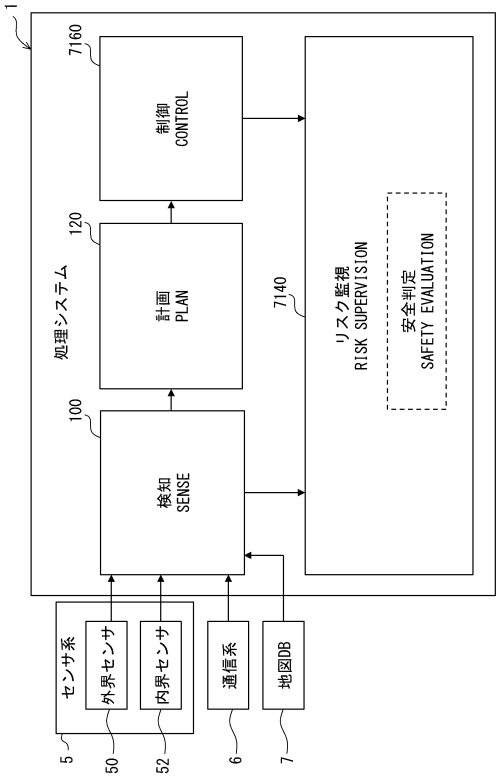 1
処理システム
100
検知
SENSE
120
計画
PLAN
7160
制御
CONTROL
7140
リスク監視
RISK SUPERVISION
安全判定
SAFETY EVALUATION
5
センサ系
50
外界センサ
52
内界センサ
6
通信系
7
地図DB